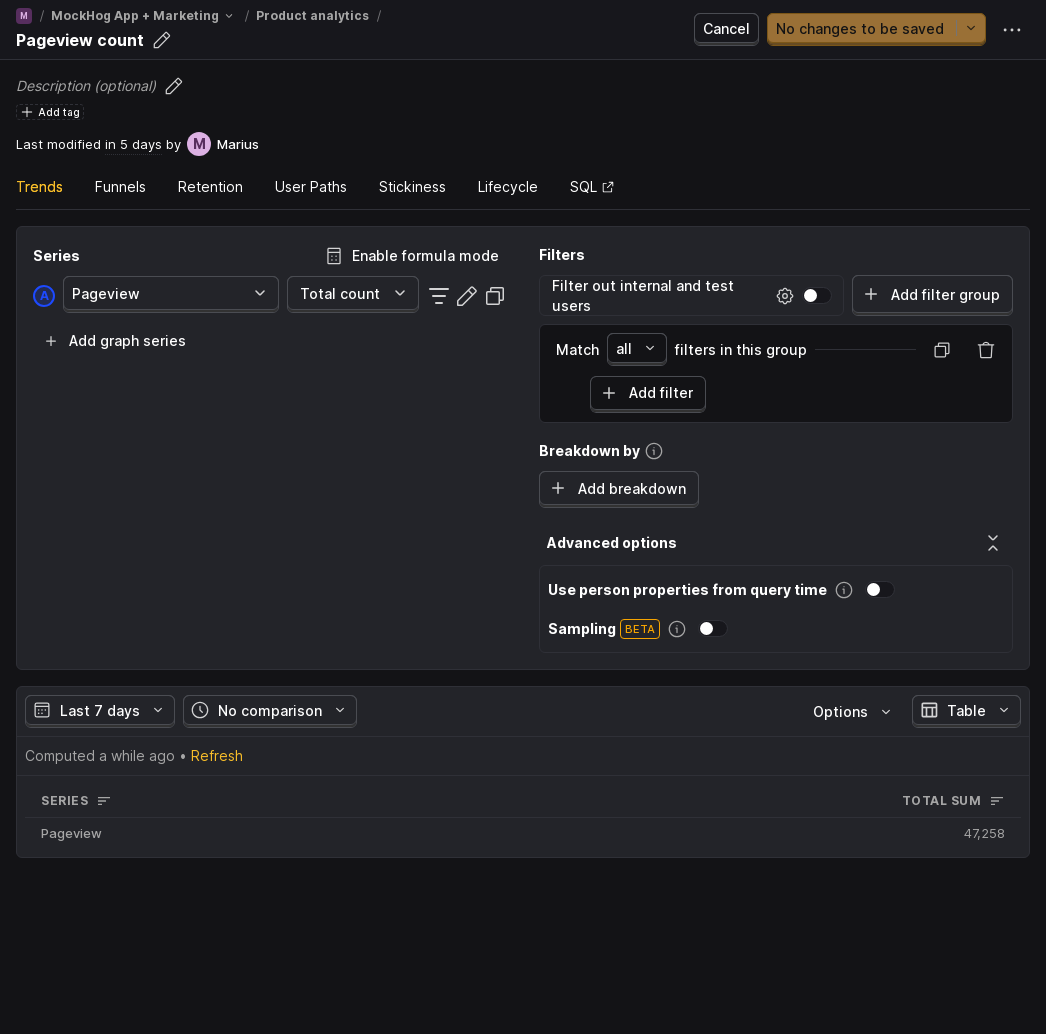 M / MockHog App + Marketing / Product analytics /
Pageview count
Cancel
No changes to be saved
Description (optional)
Add tag
Last modified in 5 days by M Marius
Trends Funnels Retention User Paths Stickiness Lifecycle SQL
Series
Enable formula mode
A Pageview Total count
Add graph series
Filters
Filter out internal and test
users
Add filter group
Match all filters in this group
Add filter
Breakdown by
Add breakdown
Advanced options
Use person properties from query time
Sampling BETA
Last 7 days No comparison Options Table
Computed a while ago • Refresh
SERIES TOTAL SUM
Pageview 47,258